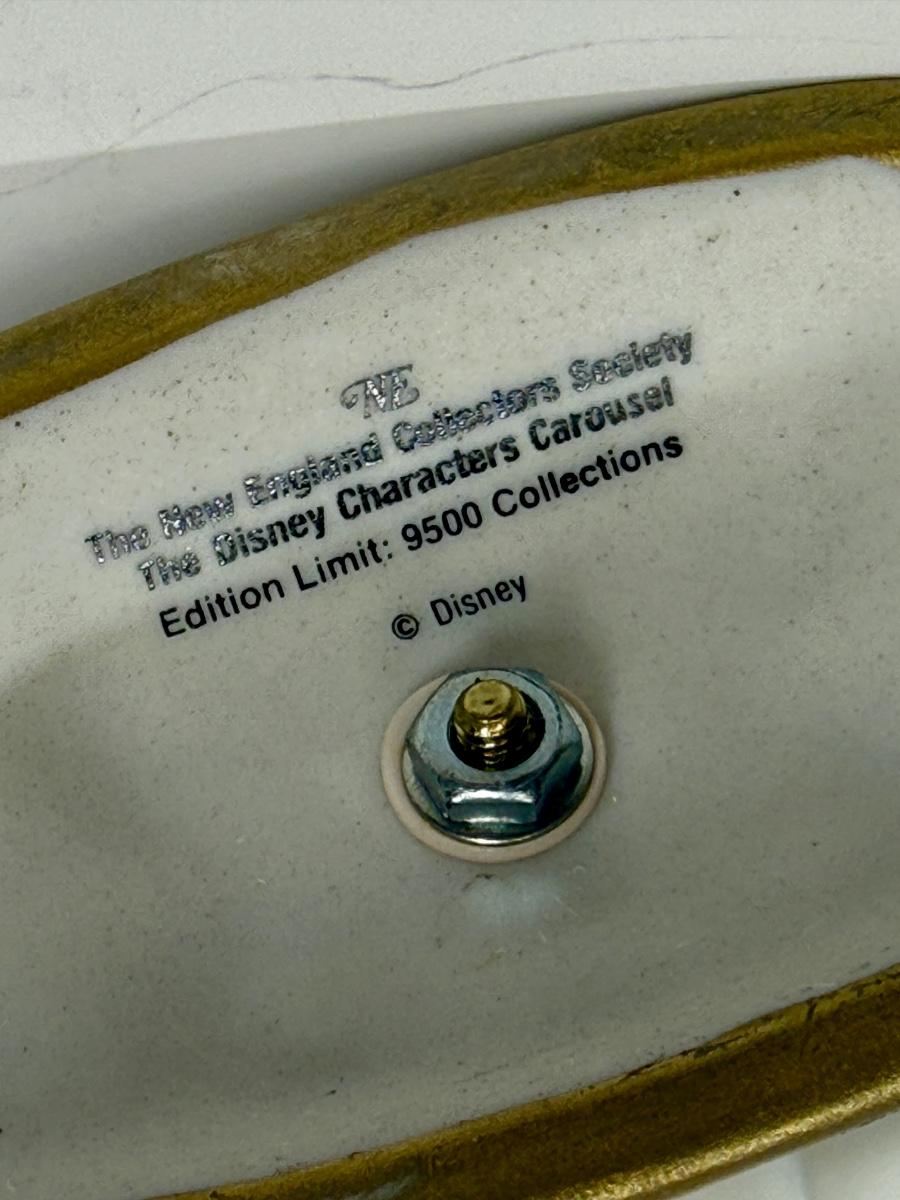 NE
The New England Collectors Society
The Disney Characters Carousel
Edition Limit: 9500 Collections
© Disney